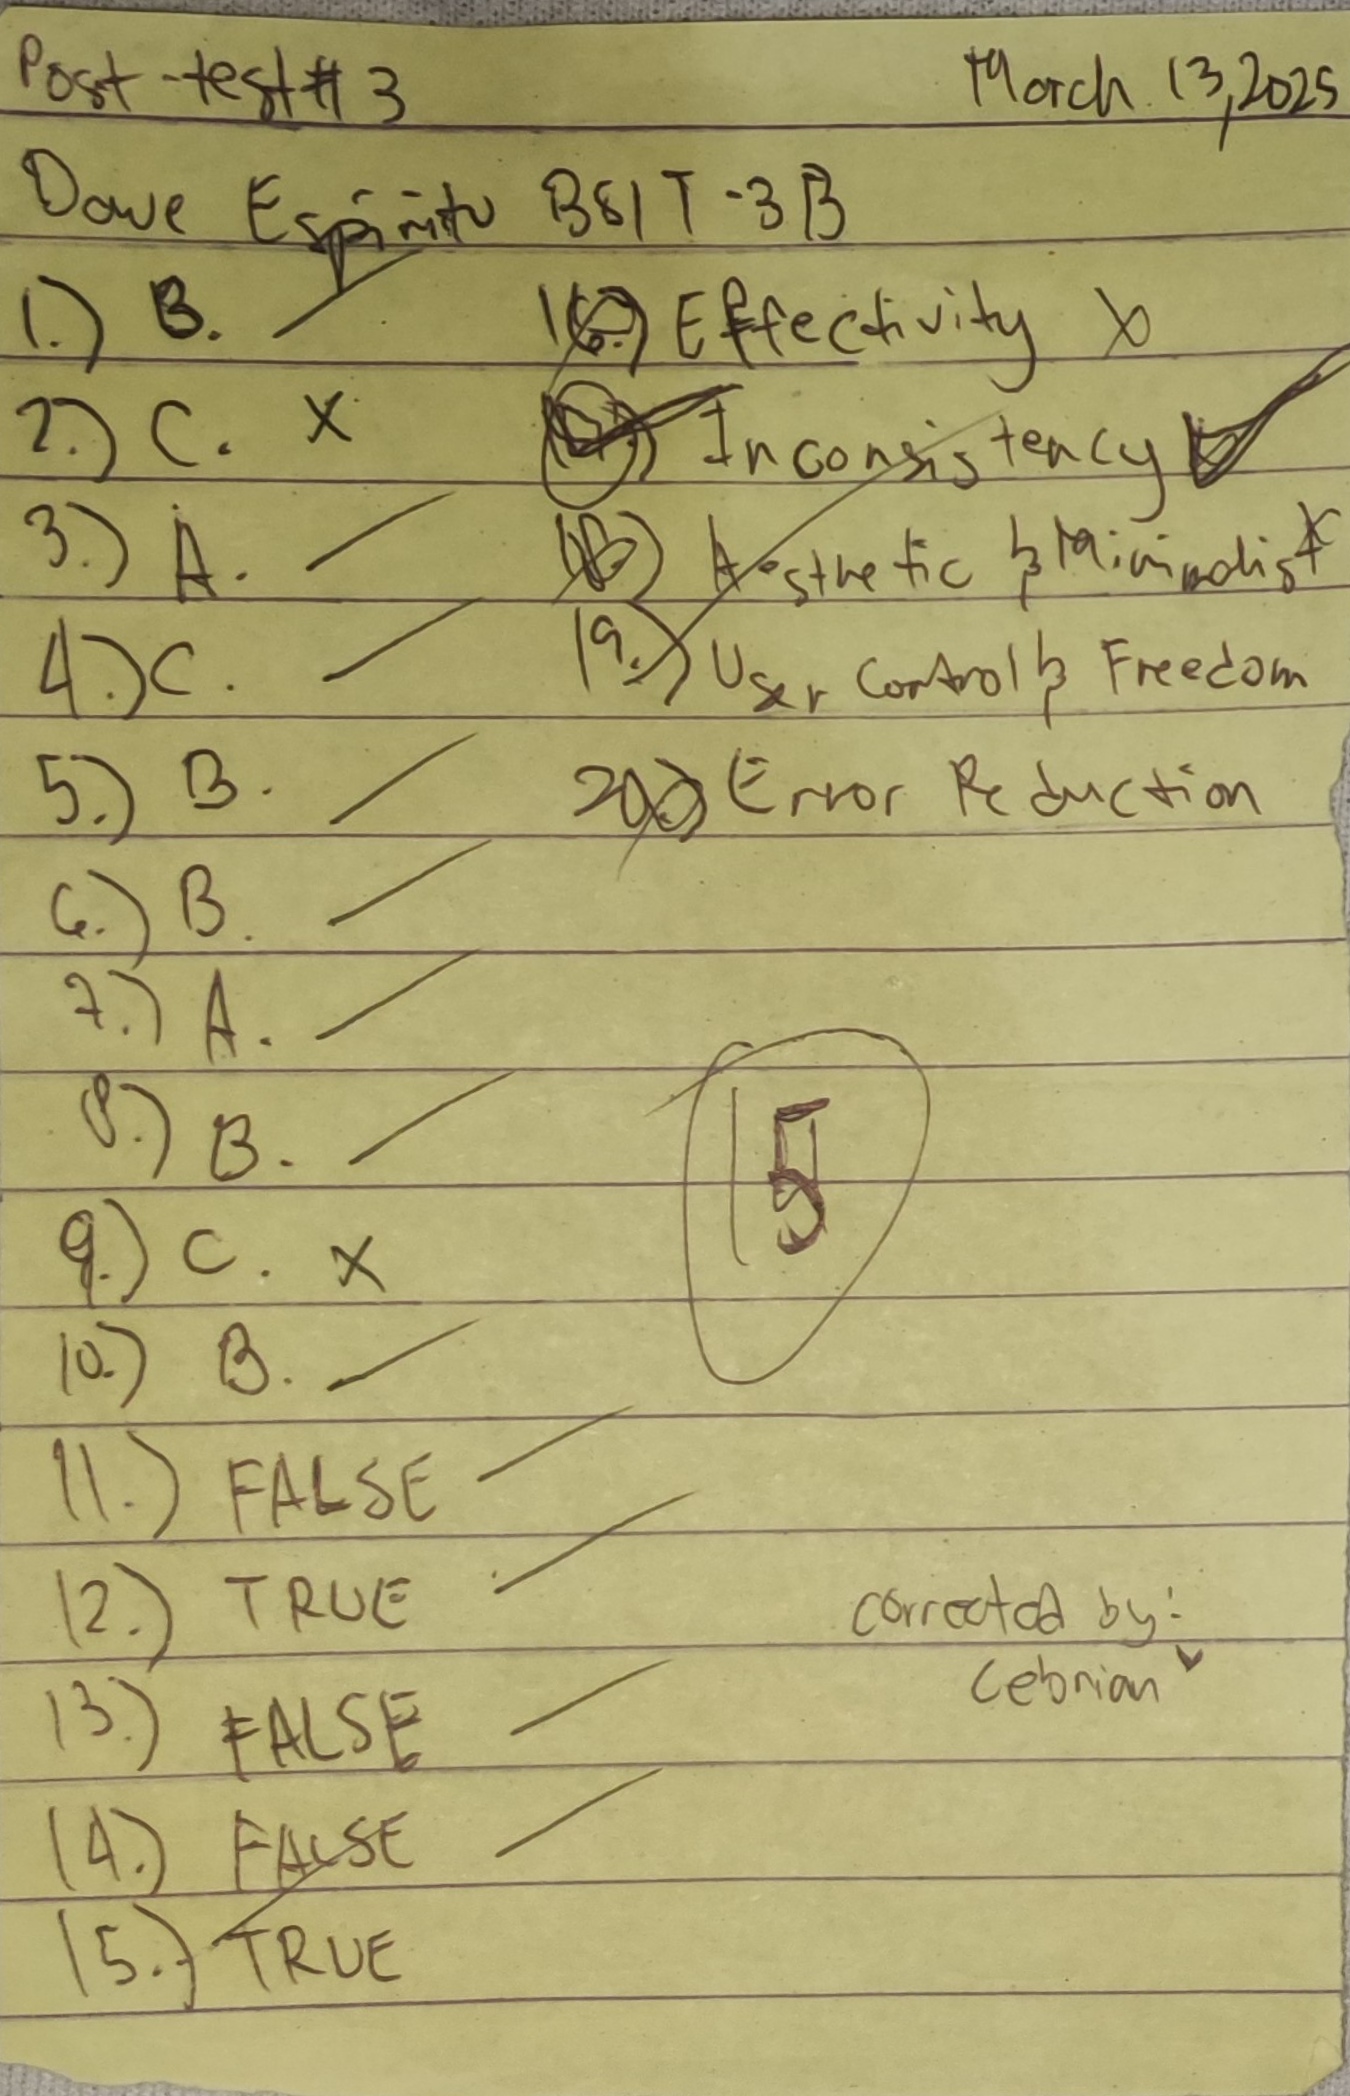 Post-test #3 March 13, 2025
Dave Espiritu BSIT-3B
1.) B.
2.) C. x
3.) A.
4.) C.
5.) B.
6.) B.
7.) A.
8.) B.
9.) C. x
10.) B.
11.) FALSE
12.) TRUE
13.) FALSE
14.) FALSE
15.) TRUE
16.) Effectivity x
17.) Inconsistency
18.) Aesthetic & Minimalist
19.) User Control & Freedom
20.) Error Reduction
15
corrected by:
Cebrian